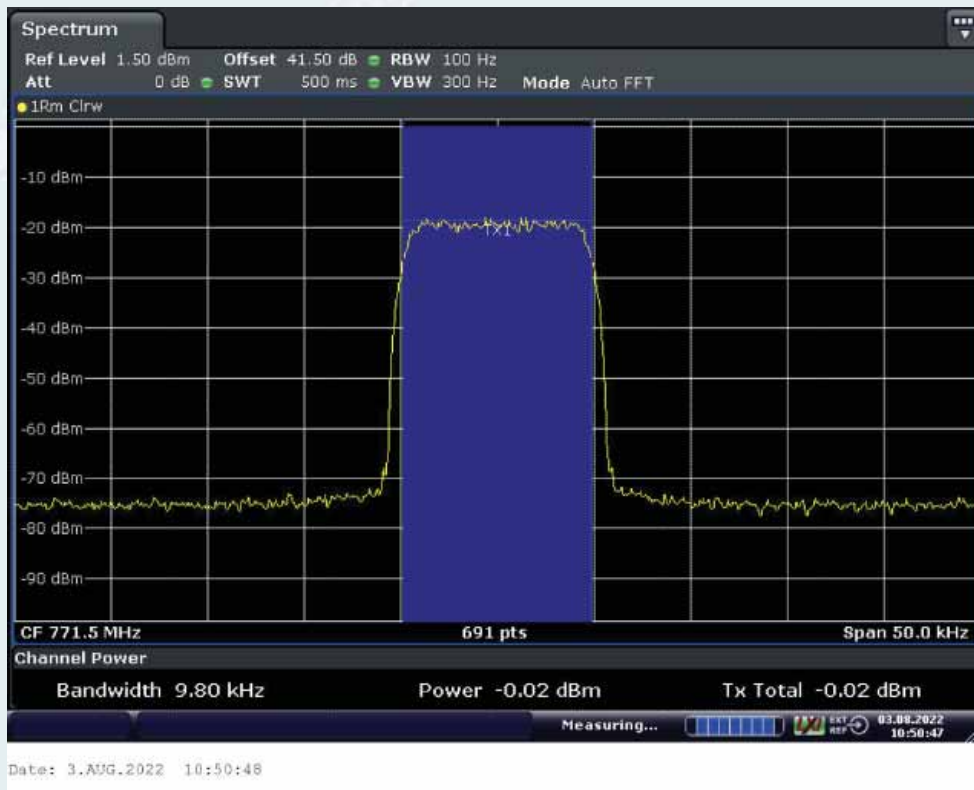 Spectrum
Ref Level 1.50 dBm Offset 41.50 dB RBW 100 Hz
Att 0 dB SWT 500 ms VBW 300 Hz Mode Auto FFT
1Rm Clrw
-10 dBm
-20 dBm
TX1
-30 dBm
-40 dBm
-50 dBm
-60 dBm
-70 dBm
-80 dBm
-90 dBm
CF 771.5 MHz 691 pts Span 50.0 kHz
Channel Power
Bandwidth 9.80 kHz Power -0.02 dBm Tx Total -0.02 dBm
Measuring... LXI EXT REF 03.08.2022
10:50:47
Date: 3.AUG.2022 10:50:48